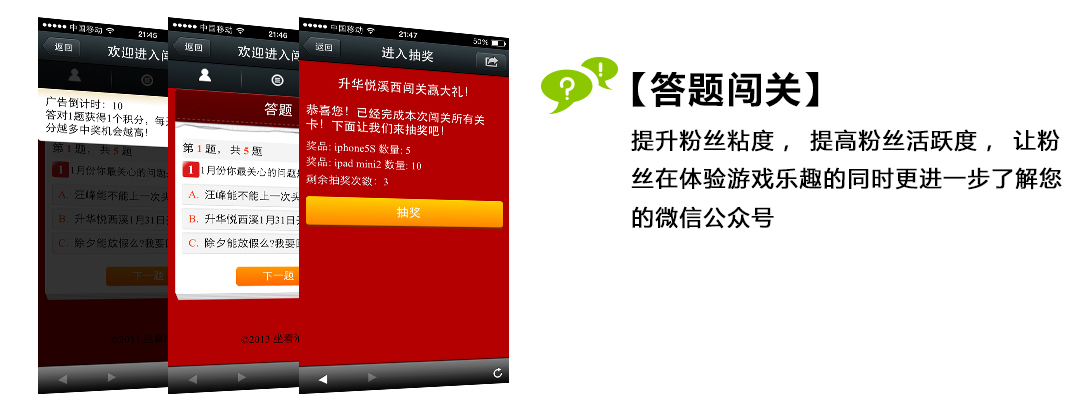 中国移动 21:45
返回 欢迎进入闯
广告倒计时：10
答对1题获得1个积分，每
分越多中奖机会越高！
第 1 题，共 5 题
1 1月份你最关心的问题
A. 汪峰能不能上一次头
B. 升华悦西溪1月31日
C. 除夕能放假么?我要
下一题
中国移动 21:46
返回 欢迎进入闯
答题
第 1 题，共 5 题
1 1月份你最关心的问题
A. 汪峰能不能上一次头
B. 升华悦西溪1月31日
C. 除夕能放假么?我要
下一题
©2013
中国移动 21:47 50%
返回 进入抽奖
升华悦溪西闯关赢大礼！
恭喜您！已经完成本次闯关所有关
卡！下面让我们来抽奖吧！
奖品: iphone5S 数量: 5
奖品: ipad mini2 数量: 10
剩余抽奖次数：3
抽奖
?!
【答题闯关】
提升粉丝粘度，提高粉丝活跃度，让粉
丝在体验游戏乐趣的同时更进一步了解您
的微信公众号